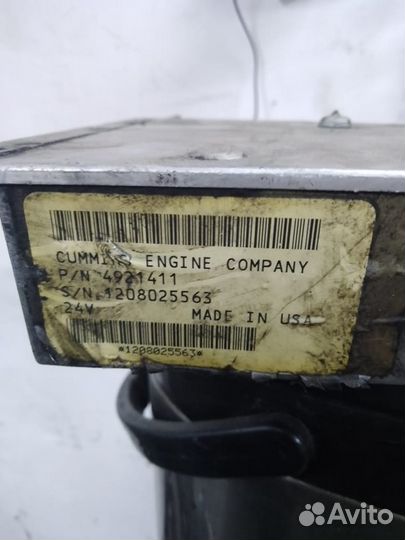 CUMMINS ENGINE COMPANY
P/N 4921411
S/N.1208025563
24V MADE IN USA
*1208025563*
Avito